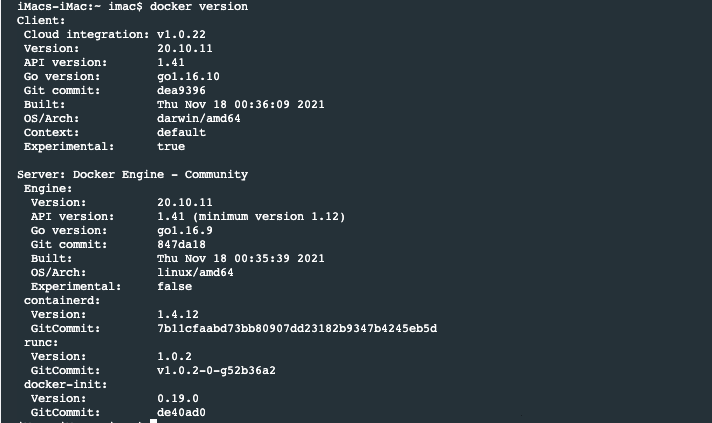 iMacs-iMac:~ imac$ docker version
Client:
 Cloud integration: v1.0.22
 Version:           20.10.11
 API version:       1.41
 Go version:        go1.16.10
 Git commit:        dea9396
 Built:             Thu Nov 18 00:36:09 2021
 OS/Arch:           darwin/amd64
 Context:           default
 Experimental:      true

Server: Docker Engine - Community
 Engine:
  Version:          20.10.11
  API version:      1.41 (minimum version 1.12)
  Go version:       go1.16.9
  Git commit:       847da18
  Built:            Thu Nov 18 00:35:39 2021
  OS/Arch:          linux/amd64
  Experimental:     false
 containerd:
  Version:          1.4.12
  GitCommit:        7b11cfaabd73bb80907dd23182b9347b4245eb5d
 runc:
  Version:          1.0.2
  GitCommit:        v1.0.2-0-g52b36a2
 docker-init:
  Version:          0.19.0
  GitCommit:        de40ad0